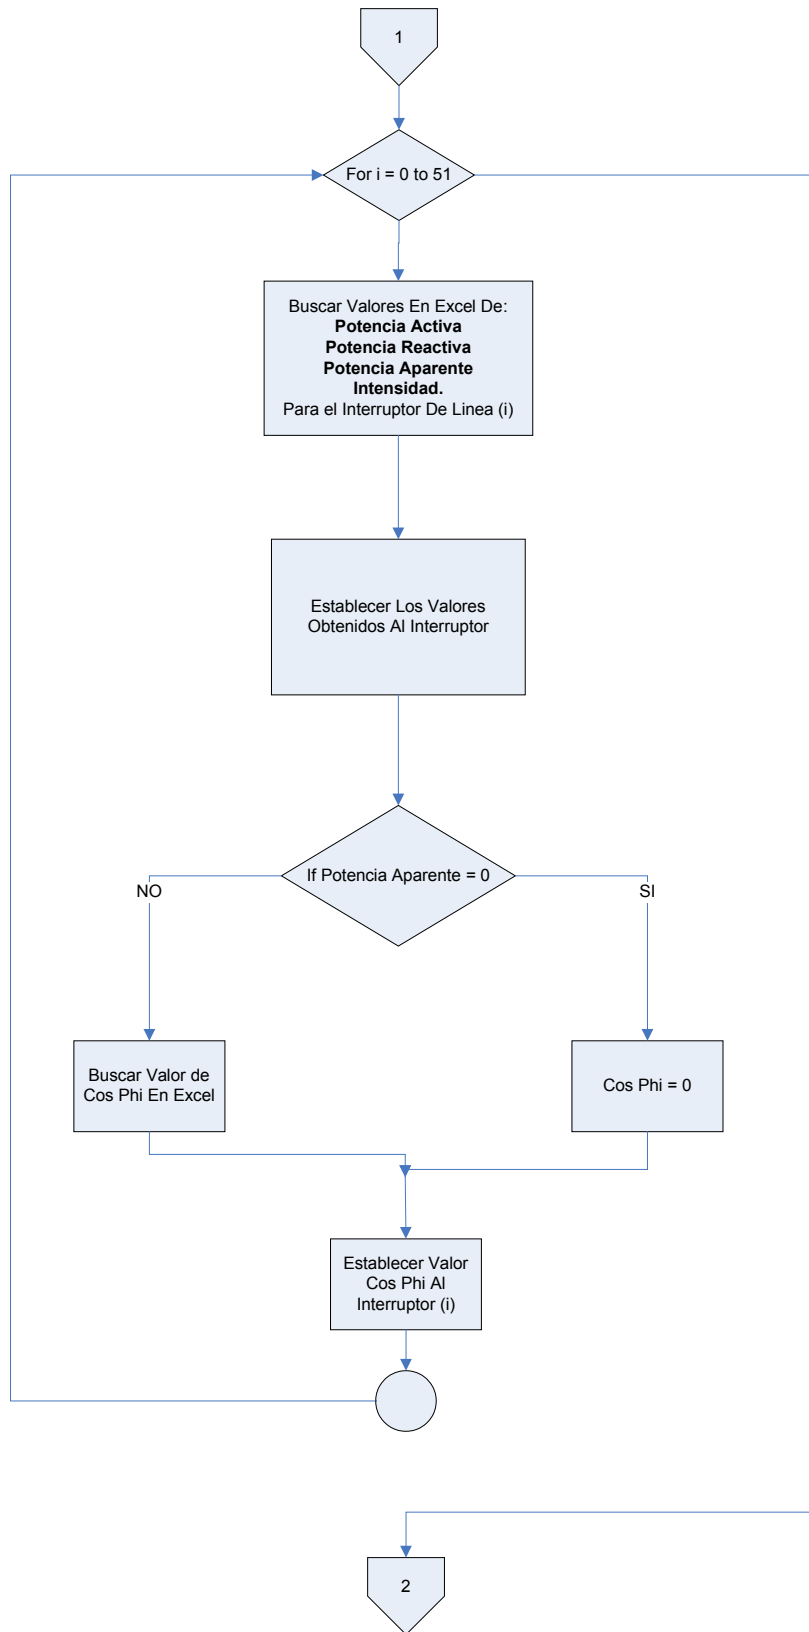 1
For i = 0 to 51
Buscar Valores En Excel De:
Potencia Activa
Potencia Reactiva
Potencia Aparente
Intensidad.
Para el Interruptor De Linea (i)
Establecer Los Valores
Obtenidos Al Interruptor
If Potencia Aparente = 0
NO
SI
Buscar Valor de
Cos Phi En Excel
Cos Phi = 0
Establecer Valor
Cos Phi Al
Interruptor (i)
2